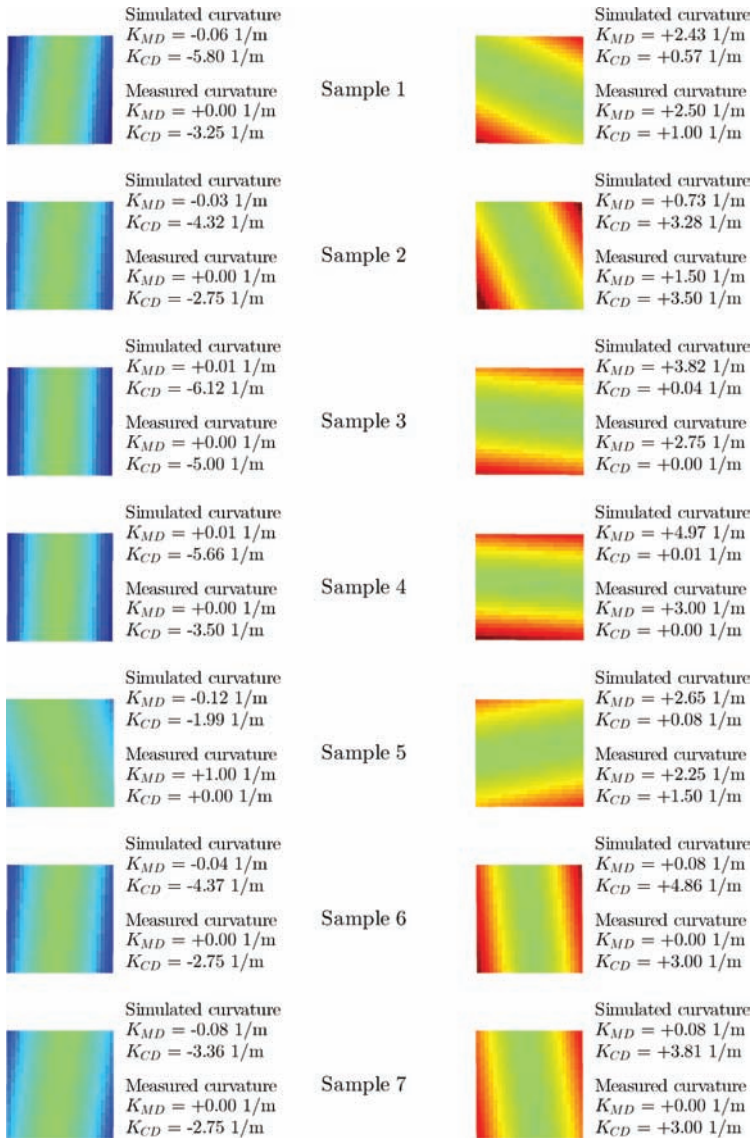 Simulated curvature
K_MD = -0.06 1/m
K_CD = -5.80 1/m
Measured curvature
K_MD = +0.00 1/m
K_CD = -3.25 1/m
Sample 1
Simulated curvature
K_MD = +2.43 1/m
K_CD = +0.57 1/m
Measured curvature
K_MD = +2.50 1/m
K_CD = +1.00 1/m
Simulated curvature
K_MD = -0.03 1/m
K_CD = -4.32 1/m
Measured curvature
K_MD = +0.00 1/m
K_CD = -2.75 1/m
Sample 2
Simulated curvature
K_MD = +0.73 1/m
K_CD = +3.28 1/m
Measured curvature
K_MD = +1.50 1/m
K_CD = +3.50 1/m
Simulated curvature
K_MD = +0.01 1/m
K_CD = -6.12 1/m
Measured curvature
K_MD = +0.00 1/m
K_CD = -5.00 1/m
Sample 3
Simulated curvature
K_MD = +3.82 1/m
K_CD = +0.04 1/m
Measured curvature
K_MD = +2.75 1/m
K_CD = +0.00 1/m
Simulated curvature
K_MD = +0.01 1/m
K_CD = -5.66 1/m
Measured curvature
K_MD = +0.00 1/m
K_CD = -3.50 1/m
Sample 4
Simulated curvature
K_MD = +4.97 1/m
K_CD = +0.01 1/m
Measured curvature
K_MD = +3.00 1/m
K_CD = +0.00 1/m
Simulated curvature
K_MD = -0.12 1/m
K_CD = -1.99 1/m
Measured curvature
K_MD = +1.00 1/m
K_CD = +0.00 1/m
Sample 5
Simulated curvature
K_MD = +2.65 1/m
K_CD = +0.08 1/m
Measured curvature
K_MD = +2.25 1/m
K_CD = +1.50 1/m
Simulated curvature
K_MD = -0.04 1/m
K_CD = -4.37 1/m
Measured curvature
K_MD = +0.00 1/m
K_CD = -2.75 1/m
Sample 6
Simulated curvature
K_MD = +0.08 1/m
K_CD = +4.86 1/m
Measured curvature
K_MD = +0.00 1/m
K_CD = +3.00 1/m
Simulated curvature
K_MD = -0.08 1/m
K_CD = -3.36 1/m
Measured curvature
K_MD = +0.00 1/m
K_CD = -2.75 1/m
Sample 7
Simulated curvature
K_MD = +0.08 1/m
K_CD = +3.81 1/m
Measured curvature
K_MD = +0.00 1/m
K_CD = +3.00 1/m